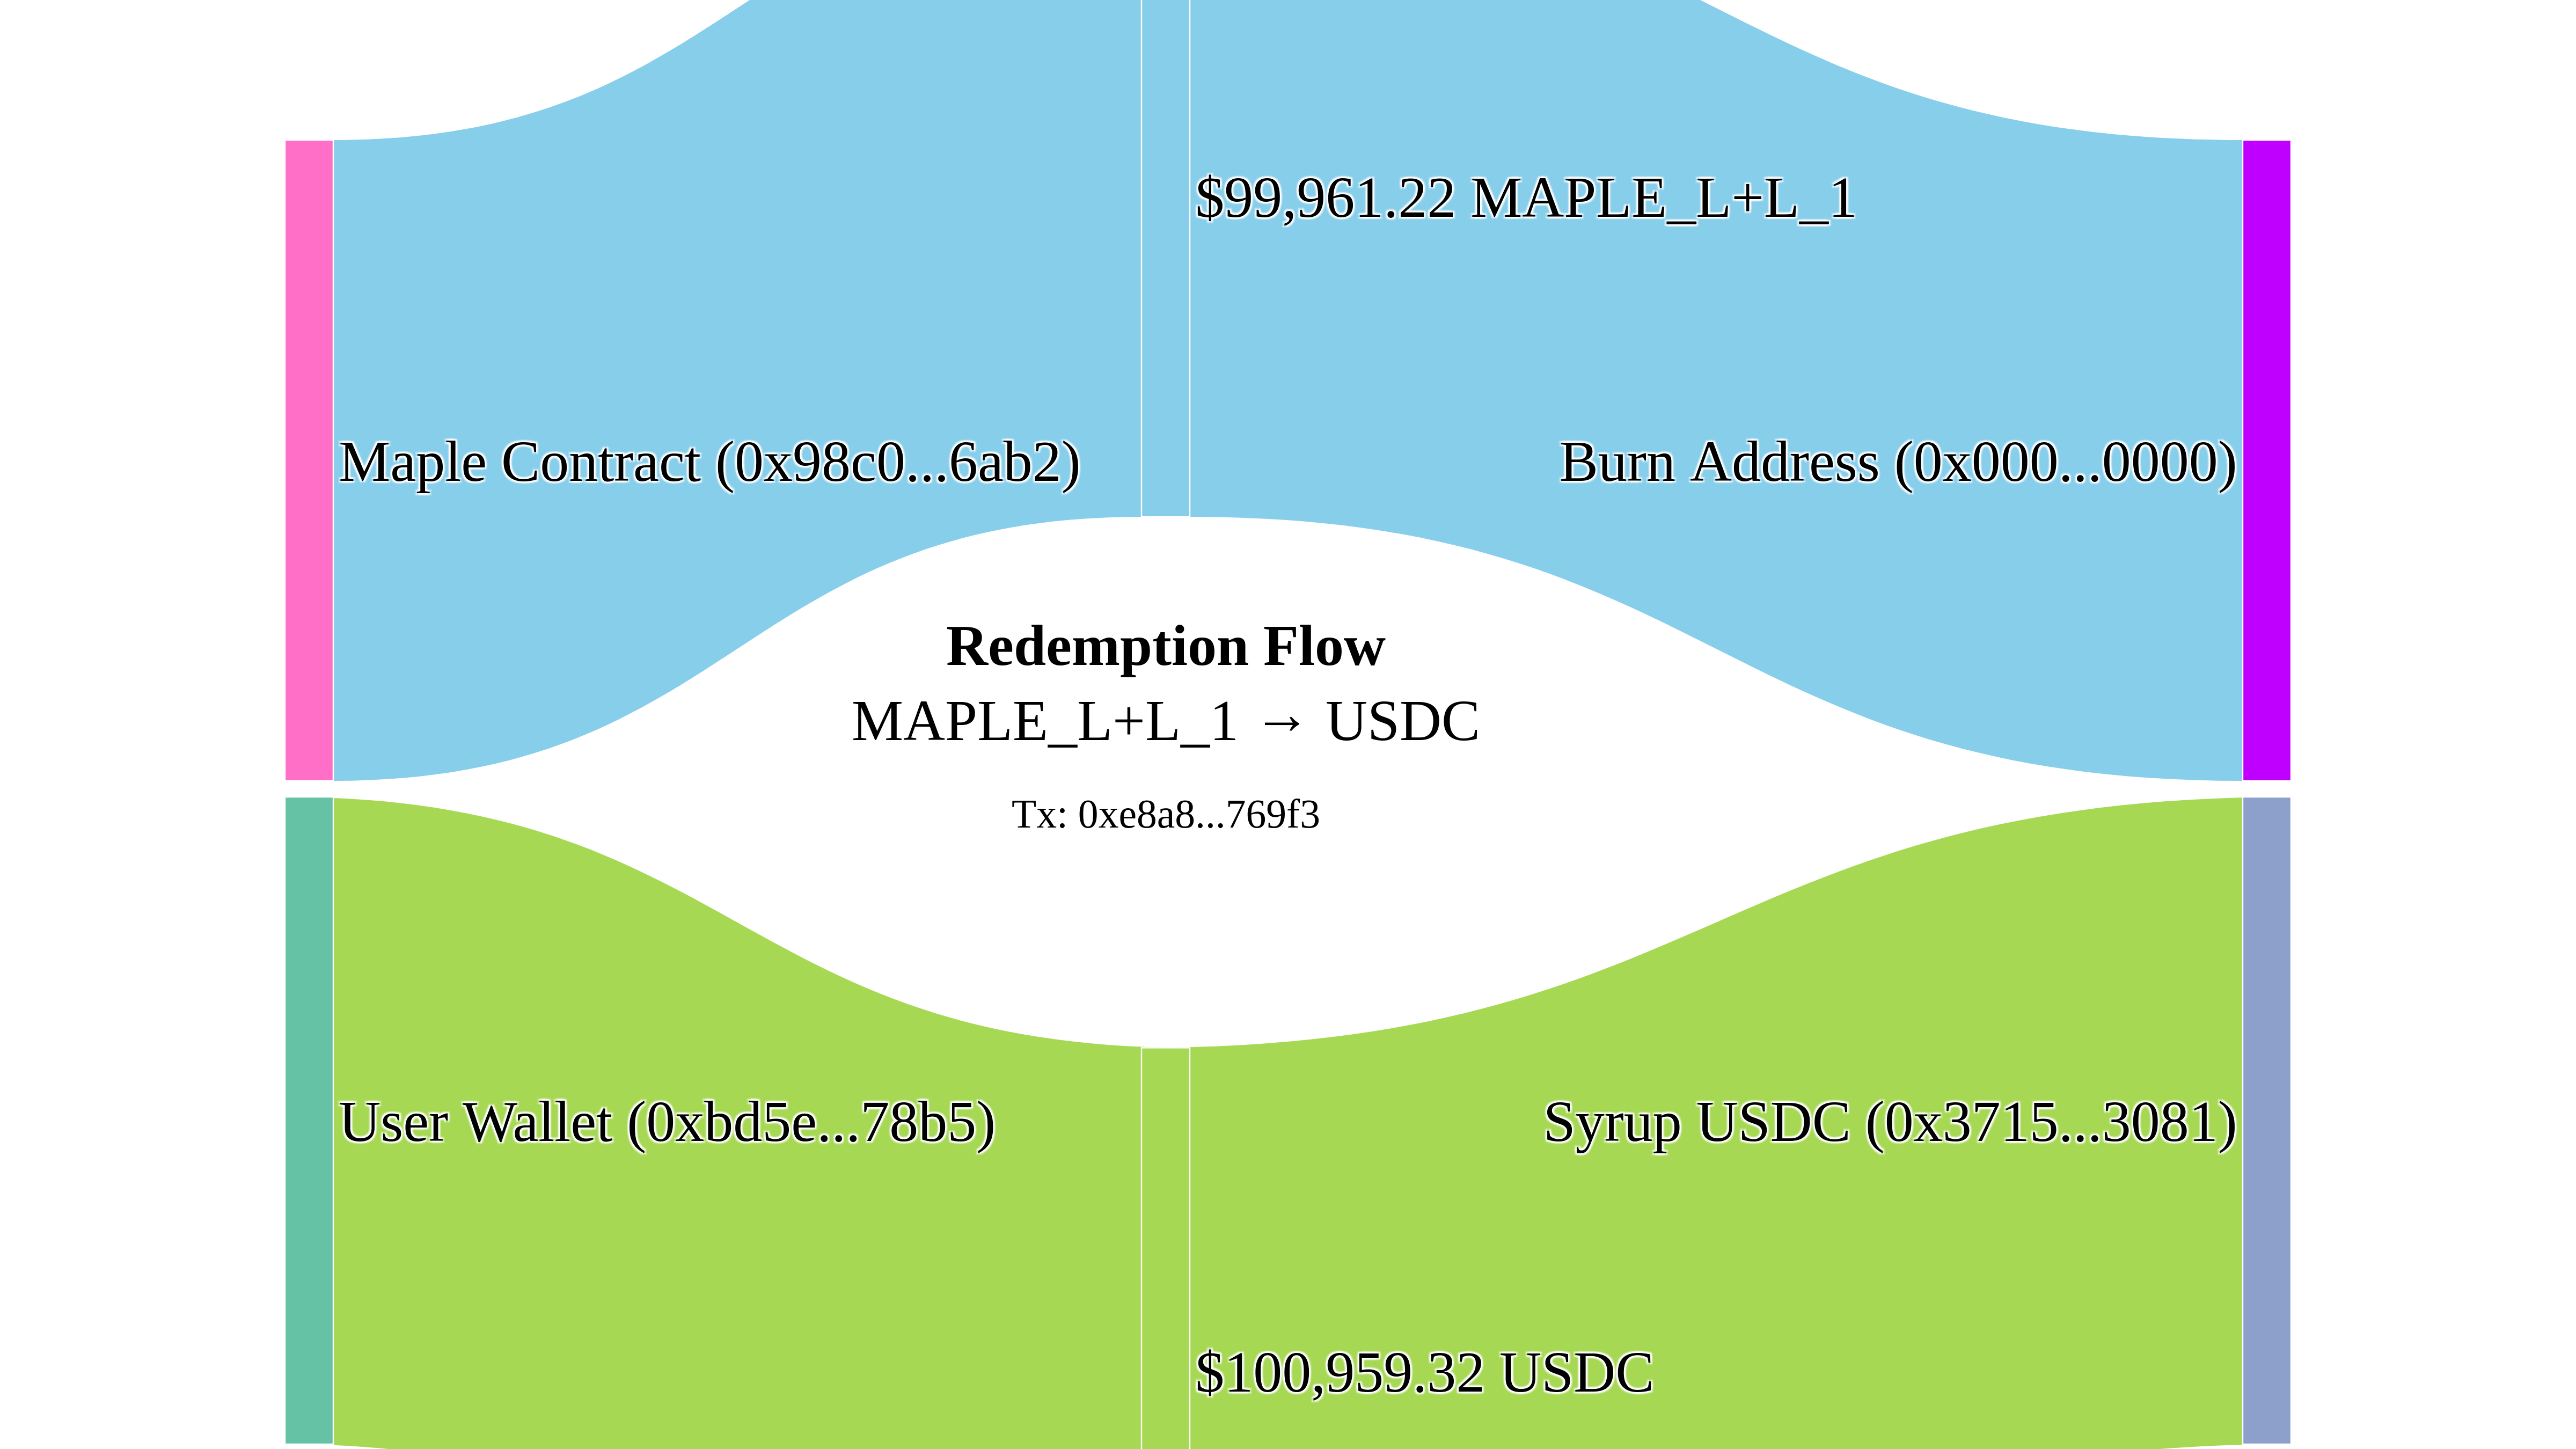 $99,961.22 MAPLE_L+L_1
Maple Contract (0x98c0...6ab2)
Burn Address (0x000...0000)
Redemption Flow
MAPLE_L+L_1 → USDC
Tx: 0xe8a8...769f3
User Wallet (0xbd5e...78b5)
Syrup USDC (0x3715...3081)
$100,959.32 USDC